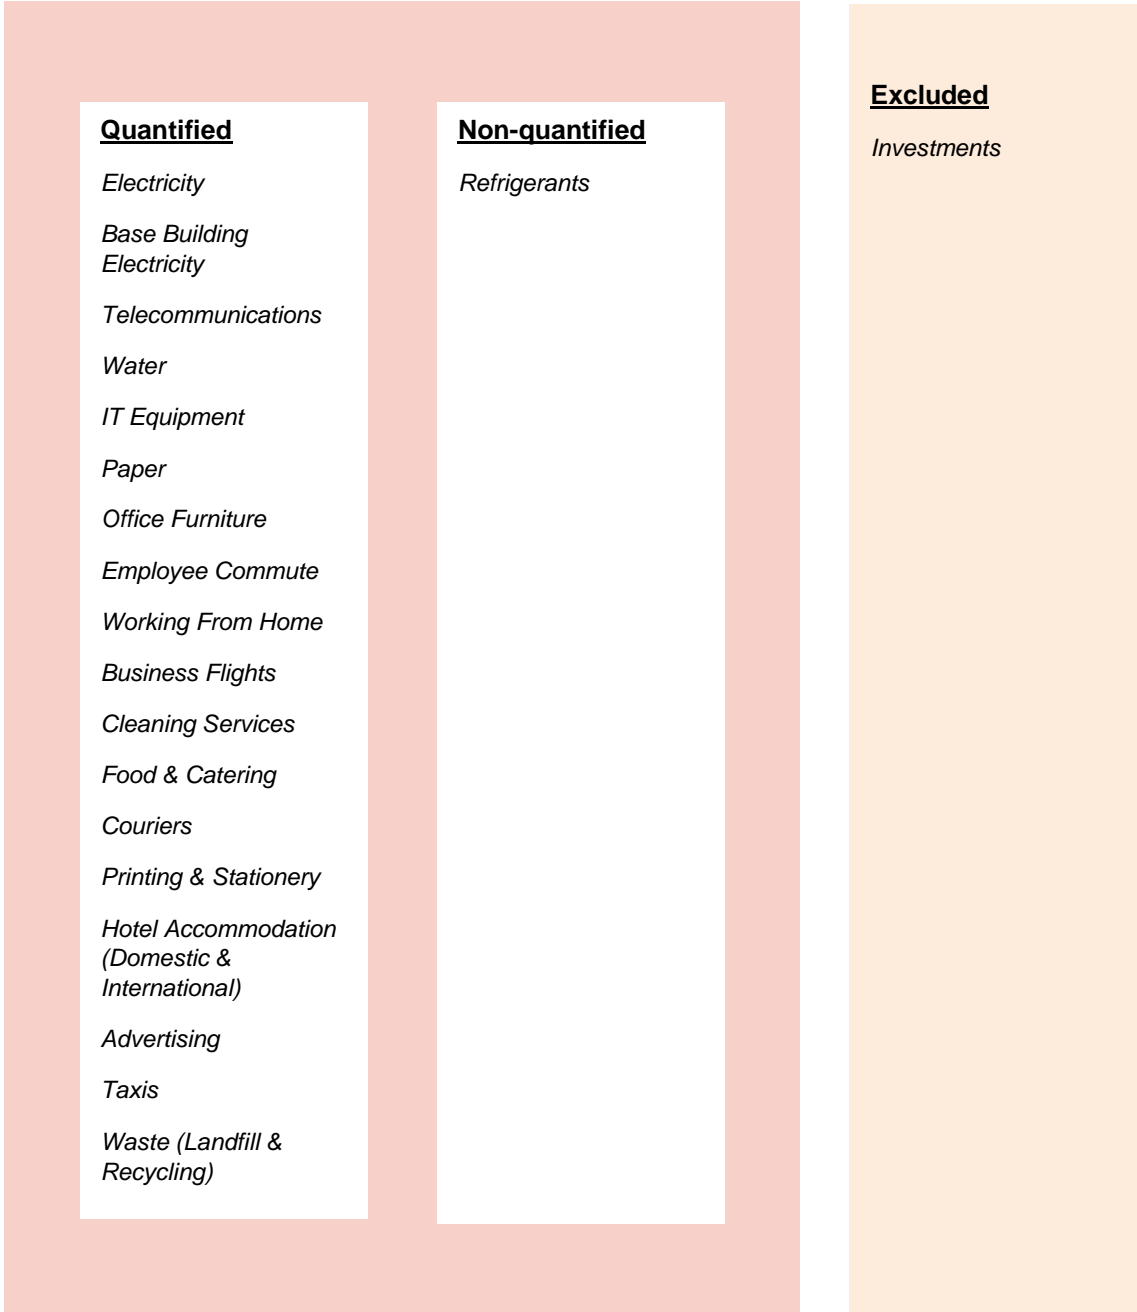 Quantified
Electricity
Base Building
Electricity
Telecommunications
Water
IT Equipment
Paper
Office Furniture
Employee Commute
Working From Home
Business Flights
Cleaning Services
Food & Catering
Couriers
Printing & Stationery
Hotel Accommodation
(Domestic &
International)
Advertising
Taxis
Waste (Landfill &
Recycling)
Non-quantified
Refrigerants
Excluded
Investments